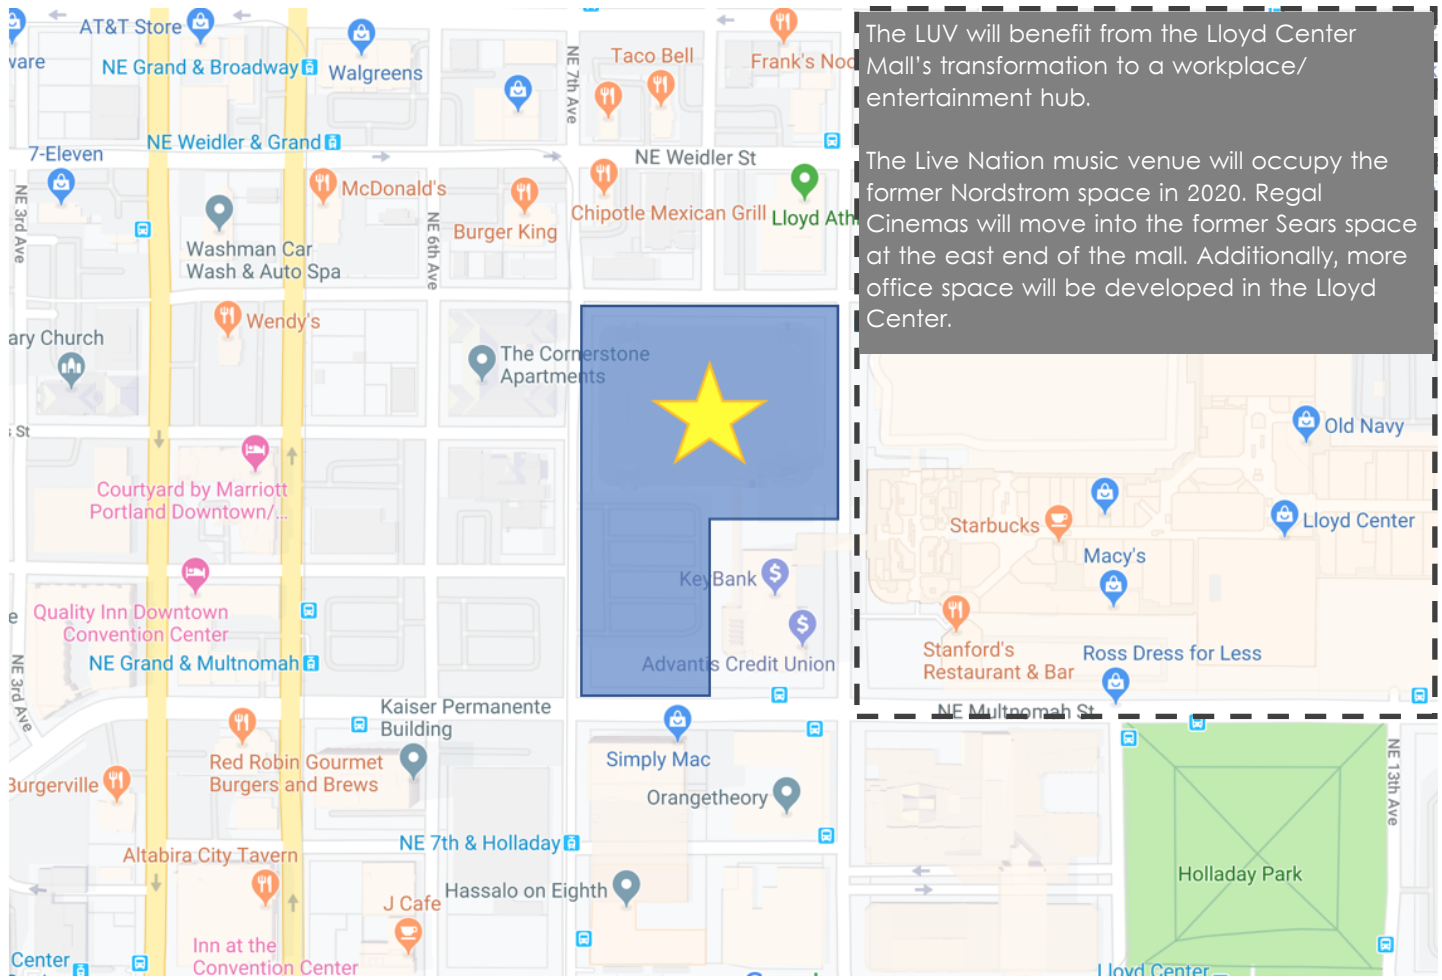 AT&T Store
NE Grand & Broadway
Walgreens
NE 7th Ave
Taco Bell
Frank's Noo
NE Weidler & Grand
7-Eleven
NE Weidler St
McDonald's
NE 3rd Ave
NE 6th Ave
Burger King
Chipotle Mexican Grill
Lloyd Ath
Washman Car
Wash & Auto Spa
Wendy's
ary Church
The Cornerstone
Apartments
St
Courtyard by Marriott
Portland Downtown/...
Quality Inn Downtown
Convention Center
NE Grand & Multnomah
NE 3rd Ave
KeyBank
Advantis Credit Union
Kaiser Permanente
Building
Red Robin Gourmet
Burgers and Brews
Burgerville
Simply Mac
Orangetheory
NE 7th & Holladay
Altabira City Tavern
Hassalo on Eighth
J Cafe
Inn at the
Convention Center
Center
The LUV will benefit from the Lloyd Center
Mall's transformation to a workplace/
entertainment hub.
The Live Nation music venue will occupy the
former Nordstrom space in 2020. Regal
Cinemas will move into the former Sears space
at the east end of the mall. Additionally, more
office space will be developed in the Lloyd
Center.
Old Navy
Starbucks
Lloyd Center
Macy's
Stanford's
Restaurant & Bar
Ross Dress for Less
NE Multnomah St
NE 13th Ave
Holladay Park
Lloyd Center